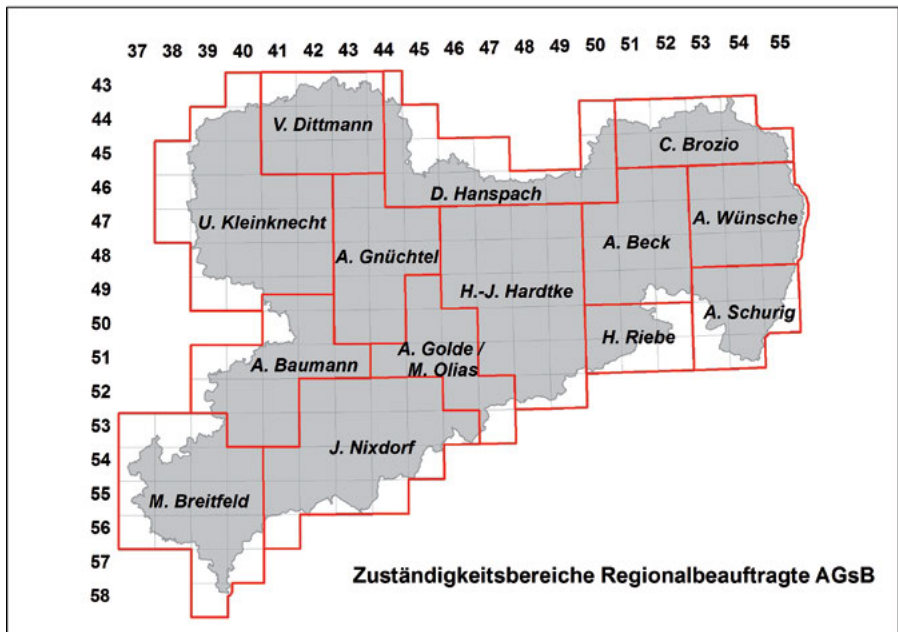 37 38 39 40 41 42 43 44 45 46 47 48 49 50 51 52 53 54 55
43
44
45
46
47
48
49
50
51
52
53
54
55
56
57
58
V. Dittmann
C. Brozio
D. Hanspach
U. Kleinknecht
A. Wünsche
A. Beck
A. Gnüchtel
H.-J. Hardtke
A. Schurig
H. Riebe
A. Golde /
M. Olias
A. Baumann
J. Nixdorf
M. Breitfeld
Zuständigkeitsbereiche Regionalbeauftragte AGsB